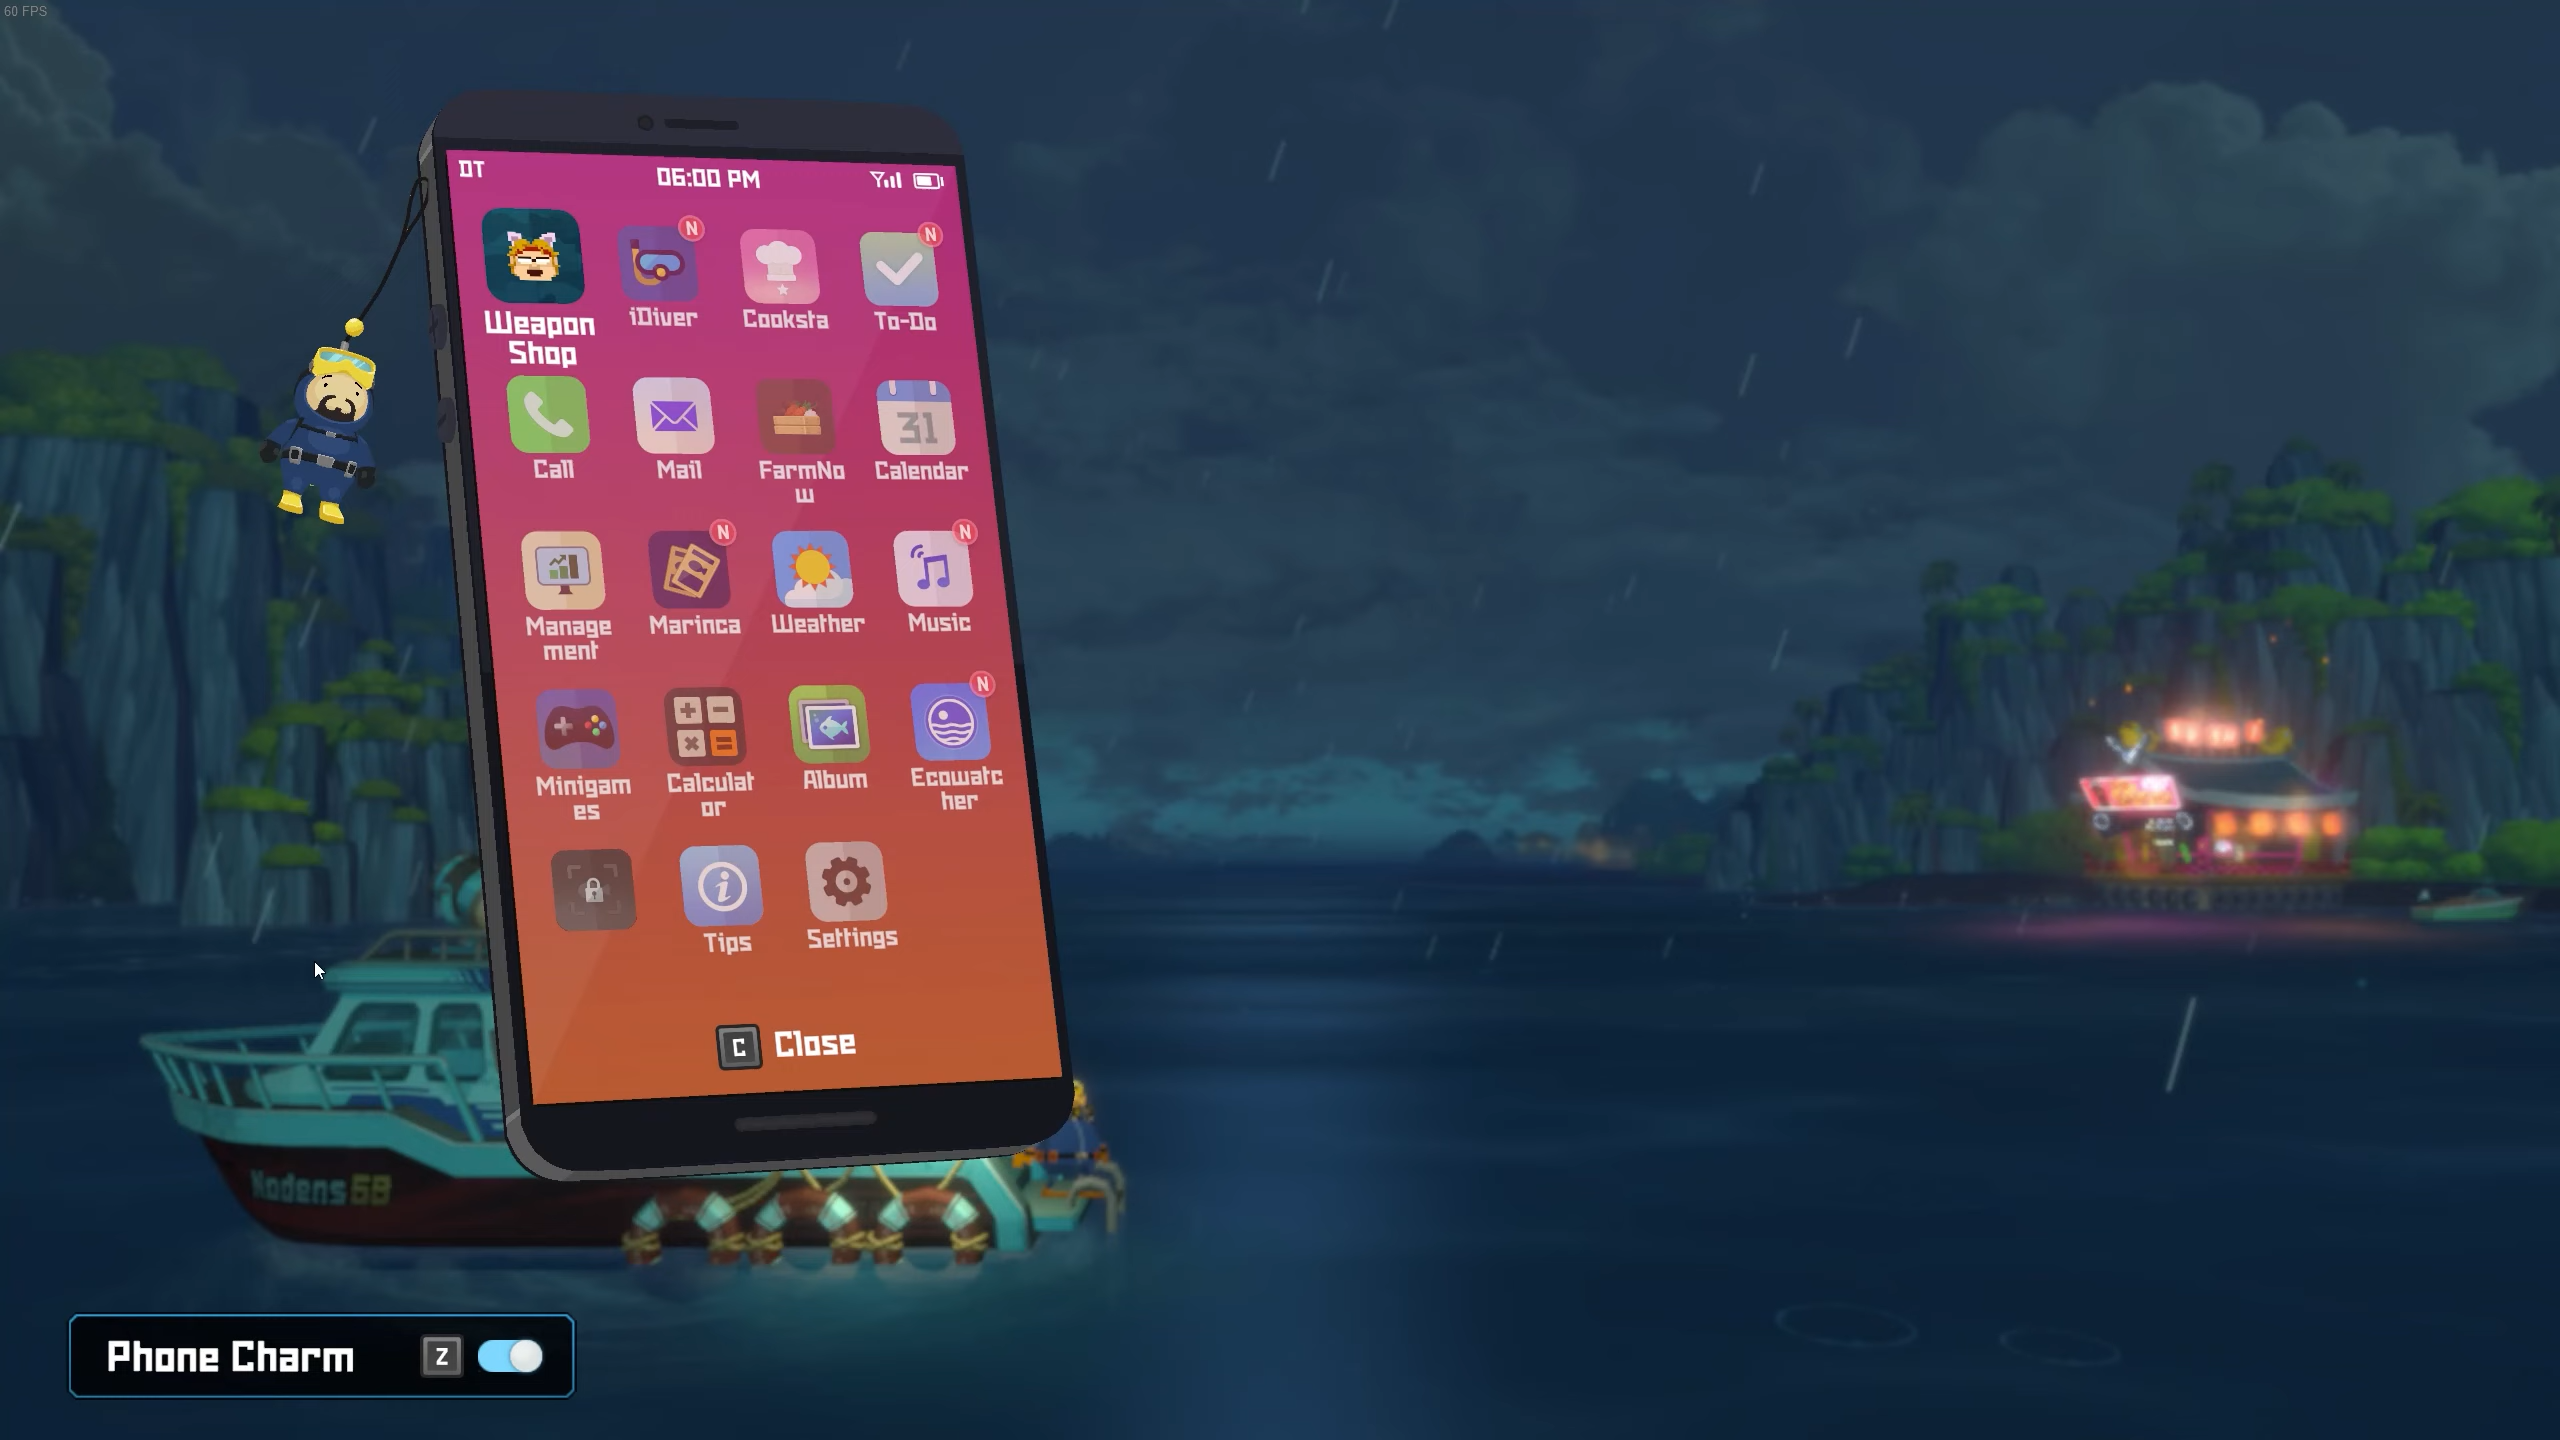 60 FPS
DT
06:00 PM
Weapon
Shop
iDiver
N
Cooksta
To-Do
N
Call
Mail
FarmNo
w
31
Calendar
Manage
ment
N
Marinca
Weather
N
Music
Minigam
es
Calculat
or
Album
N
Ecowatc
her
i
Tips
Settings
C Close
Nodens68
Phone Charm Z